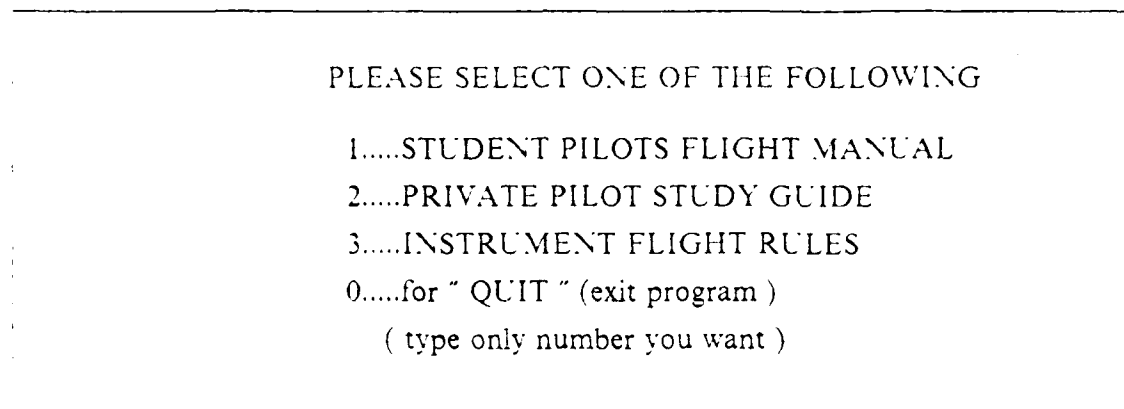 PLEASE SELECT ONE OF THE FOLLOWING
1.....STUDENT PILOTS FLIGHT MANUAL
2.....PRIVATE PILOT STUDY GUIDE
3.....INSTRUMENT FLIGHT RULES
0.....for " QUIT " (exit program )
( type only number you want )